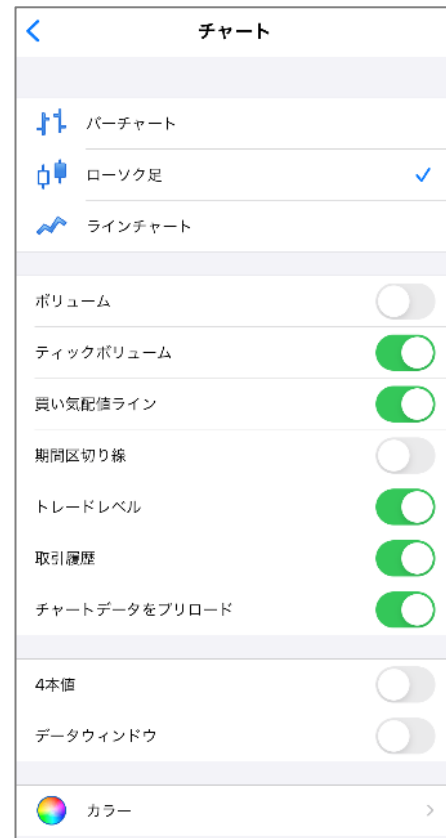 チャート
バーチャート
ローソク足
ラインチャート
ボリューム
ティックボリューム
買い気配値ライン
期間区切り線
トレードレベル
取引履歴
チャートデータをプリロード
4本値
データウィンドウ
カラー